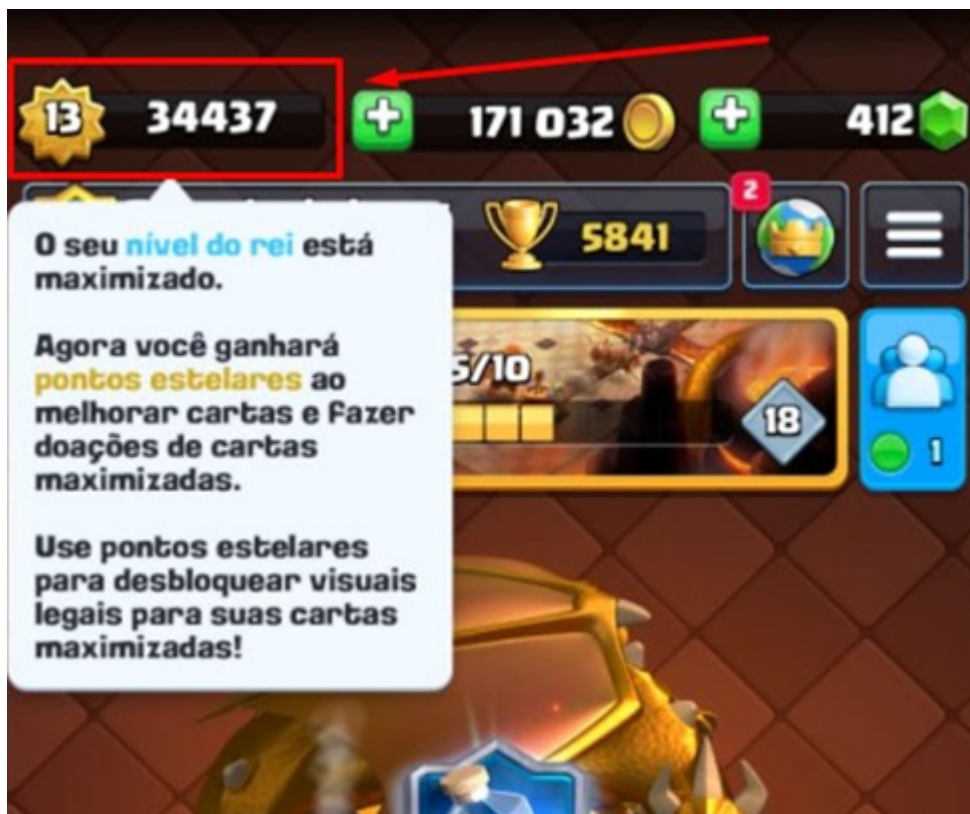 13 34437 171 032 412
5841 2
O seu nível do rei está
maximizado.
Agora você ganhará
pontos estelares ao
melhorar cartas e fazer
doações de cartas
maximizadas.
Use pontos estelares
para desbloquear visuais
legais para suas cartas
maximizadas!
/10
18
1